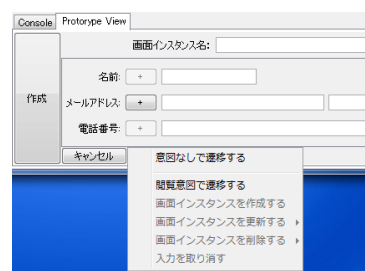 Console Protorype View
画面インスタンス名:
作成
名前: +
メールアドレス: +
電話番号: +
キャンセル
意図なしで遷移する
閲覧意図で遷移する
画面インスタンスを作成する
画面インスタンスを更新する
画面インスタンスを削除する
入力を取り消す